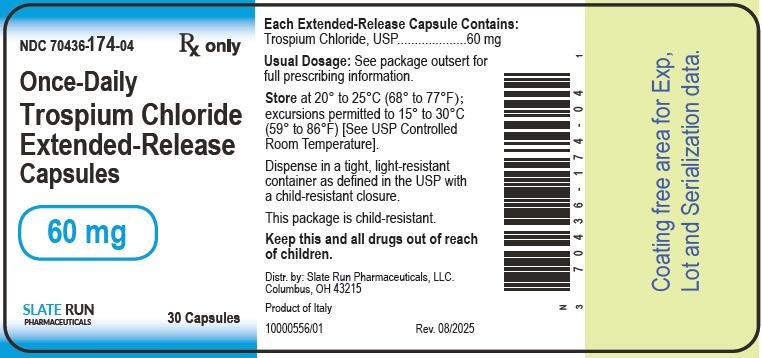 NDC 70436-174-04
Rx only
Once-Daily
Trospium Chloride
Extended-Release
Capsules
60 mg
SLATE RUN
PHARMACEUTICALS
30 Capsules
Each Extended-Release Capsule Contains:
Trospium Chloride, USP....................60 mg
Usual Dosage: See package outsert for
full prescribing information.
Store at 20° to 25°C (68° to 77°F);
excursions permitted to 15° to 30°C
(59° to 86°F) [See USP Controlled
Room Temperature].
Dispense in a tight, light-resistant
container as defined in the USP with
a child-resistant closure.
This package is child-resistant.
Keep this and all drugs out of reach
of children.
Distr. by: Slate Run Pharmaceuticals, LLC.
Columbus, OH 43215
Product of Italy
10000556/01
Rev. 08/2025
N
3 70436-174-04 1
Coating free area for Exp,
Lot and Serialization data.